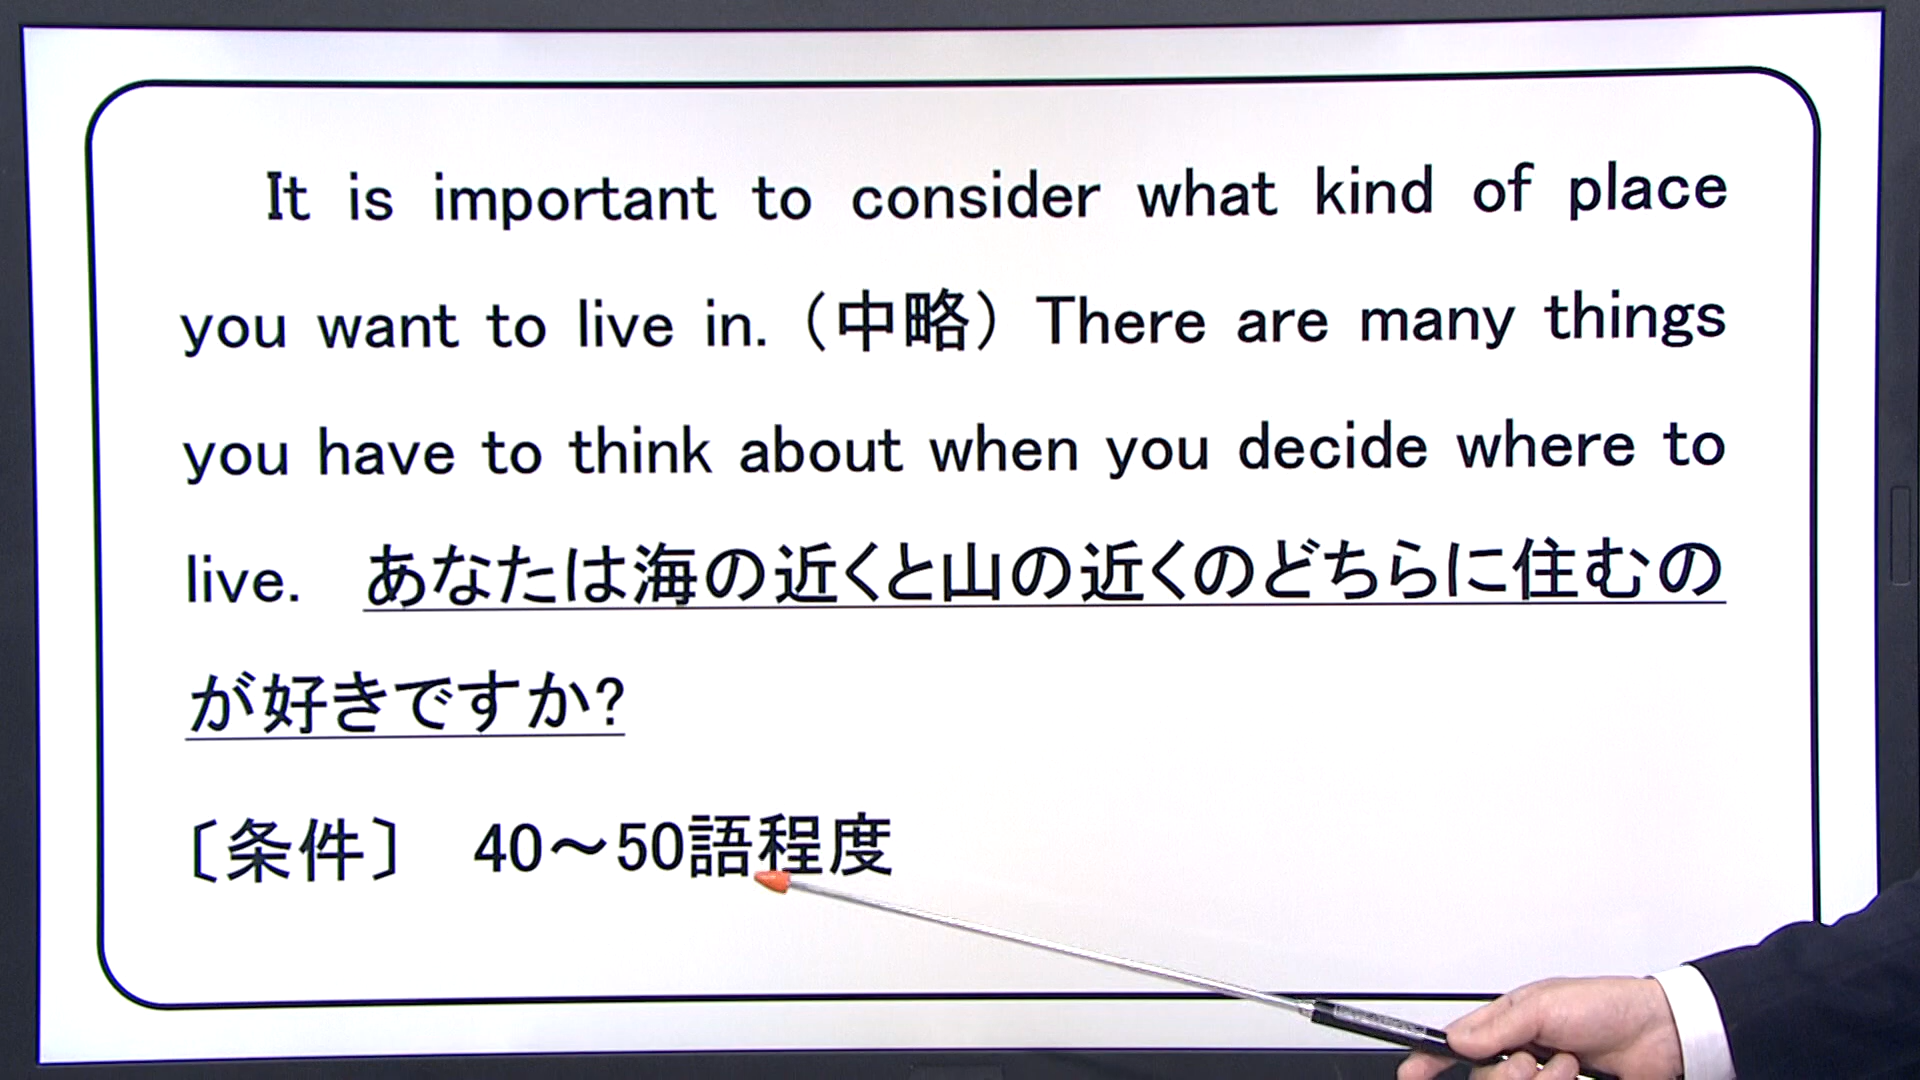 It is important to consider what kind of place
you want to live in.（中略）There are many things
you have to think about when you decide where to
live. あなたは海の近くと山の近くのどちらに住むの
が好きですか?
〔条件〕 40～50語程度